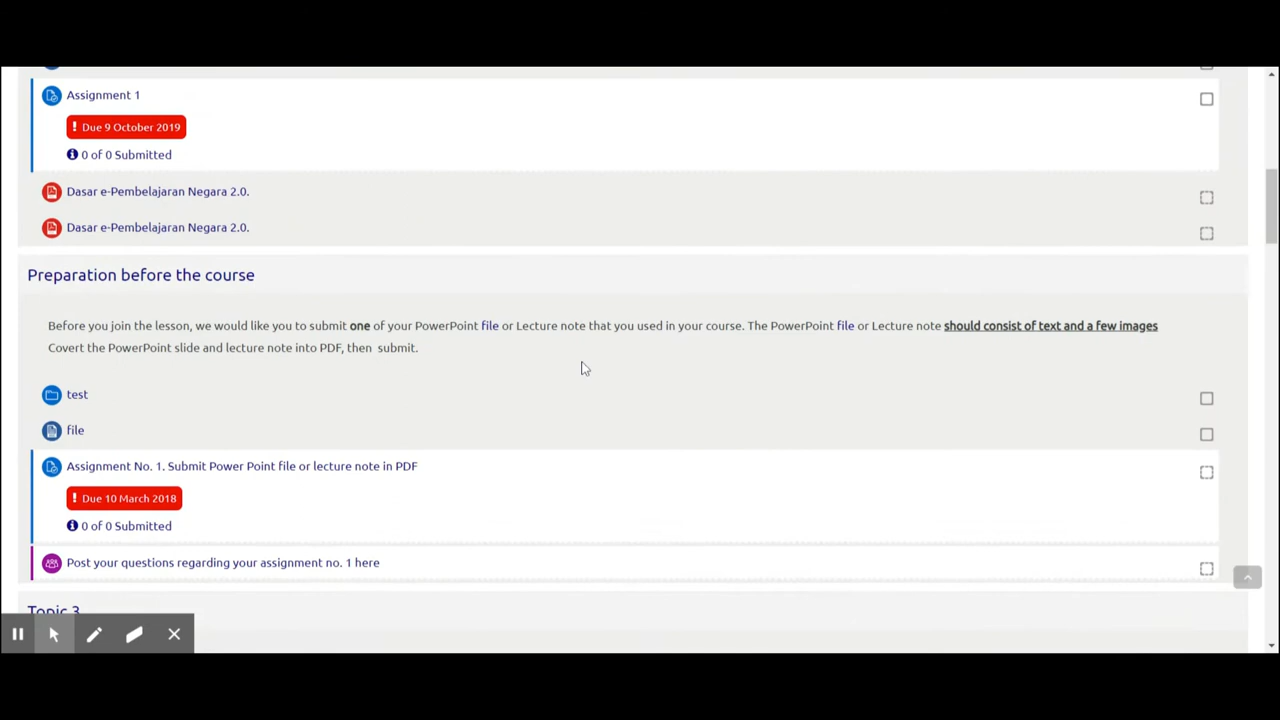 Assignment 1
! Due 9 October 2019
0 of 0 Submitted
Dasar e-Pembelajaran Negara 2.0.
Dasar e-Pembelajaran Negara 2.0.
Preparation before the course
Before you join the lesson, we would like you to submit one of your PowerPoint file or Lecture note that you used in your course. The PowerPoint file or Lecture note should consist of text and a few images
Covert the PowerPoint slide and lecture note into PDF, then submit.
test
file
Assignment No. 1. Submit Power Point file or lecture note in PDF
! Due 10 March 2018
0 of 0 Submitted
Post your questions regarding your assignment no. 1 here
Topic 3